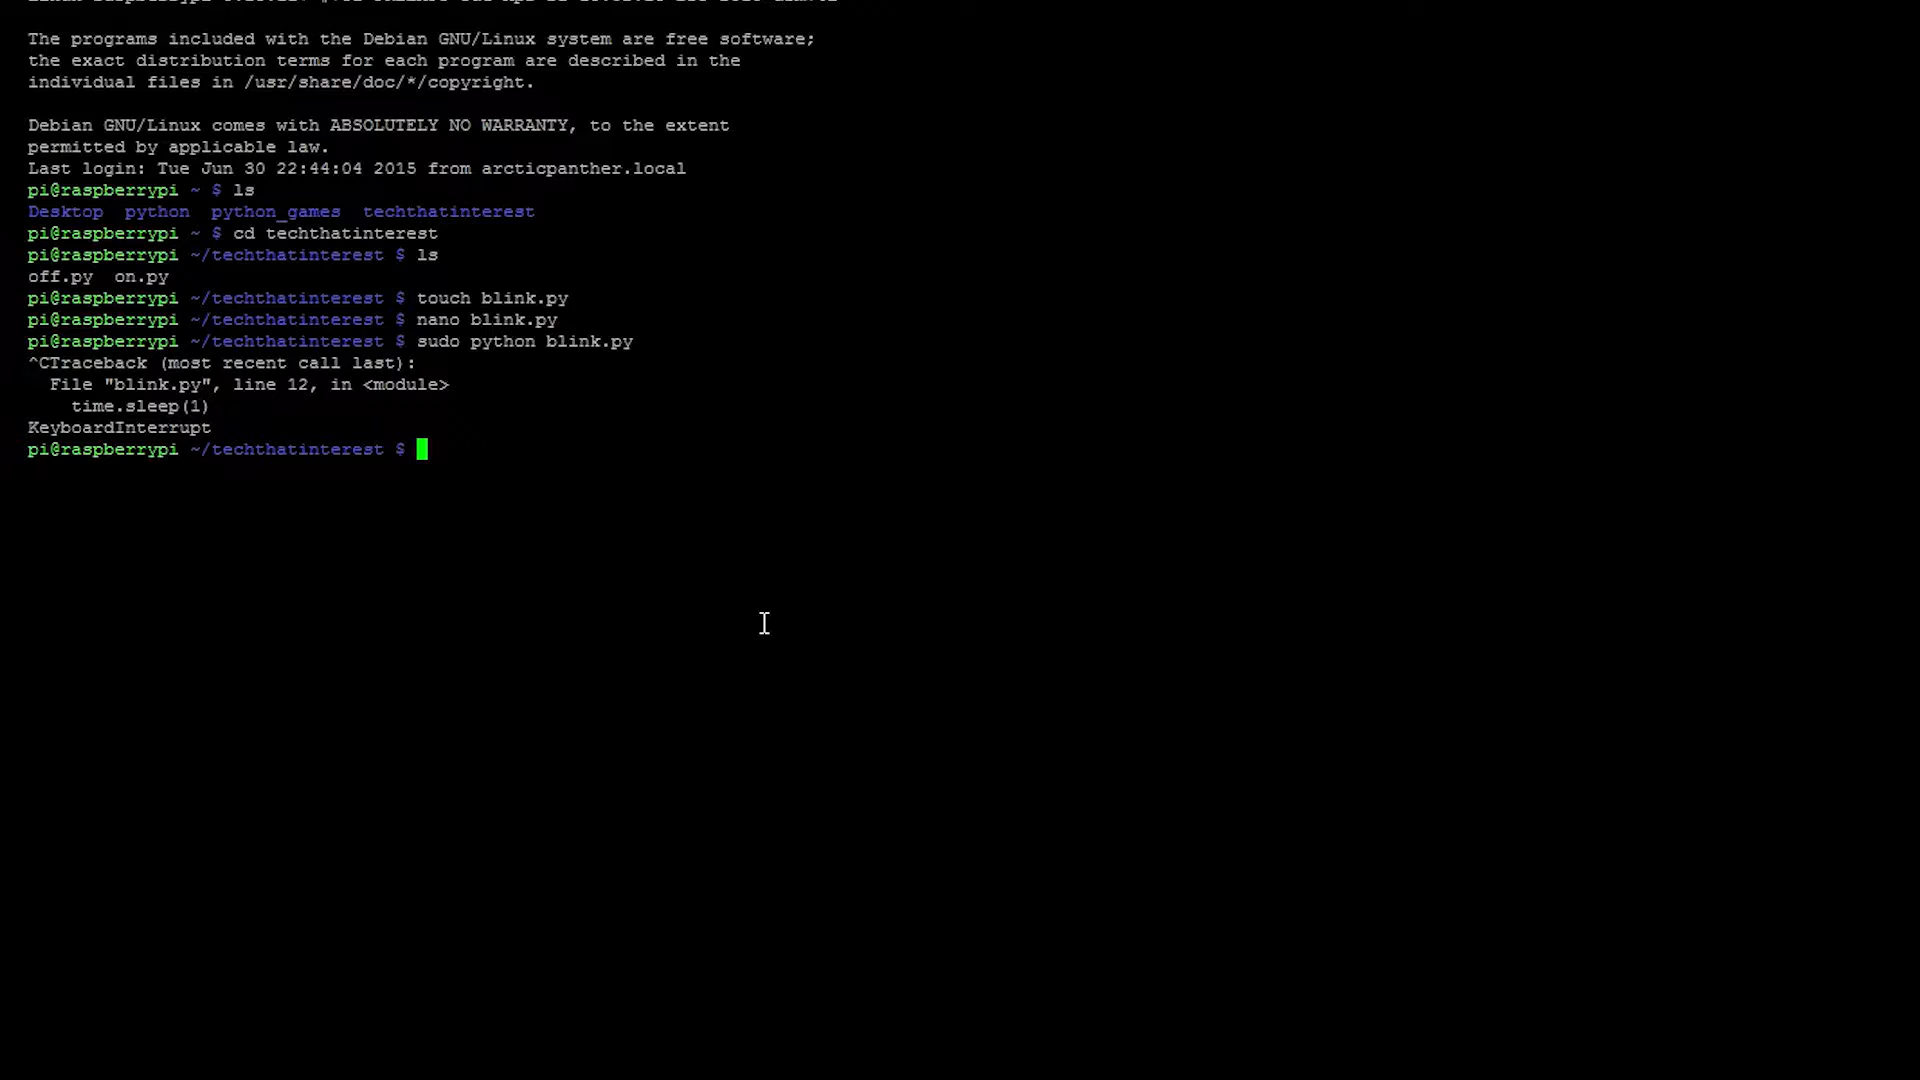 The programs included with the Debian GNU/Linux system are free software;
the exact distribution terms for each program are described in the
individual files in /usr/share/doc/*/copyright.
Debian GNU/Linux comes with ABSOLUTELY NO WARRANTY, to the extent
permitted by applicable law.
Last login: Tue Jun 30 22:44:04 2015 from arcticpanther.local
pi@raspberrypi ~ $ ls
Desktop  python  python_games  techthatinterest
pi@raspberrypi ~ $ cd techthatinterest
pi@raspberrypi ~/techthatinterest $ ls
off.py  on.py
pi@raspberrypi ~/techthatinterest $ touch blink.py
pi@raspberrypi ~/techthatinterest $ nano blink.py
pi@raspberrypi ~/techthatinterest $ sudo python blink.py
^CTraceback (most recent call last):
  File "blink.py", line 12, in <module>
    time.sleep(1)
KeyboardInterrupt
pi@raspberrypi ~/techthatinterest $